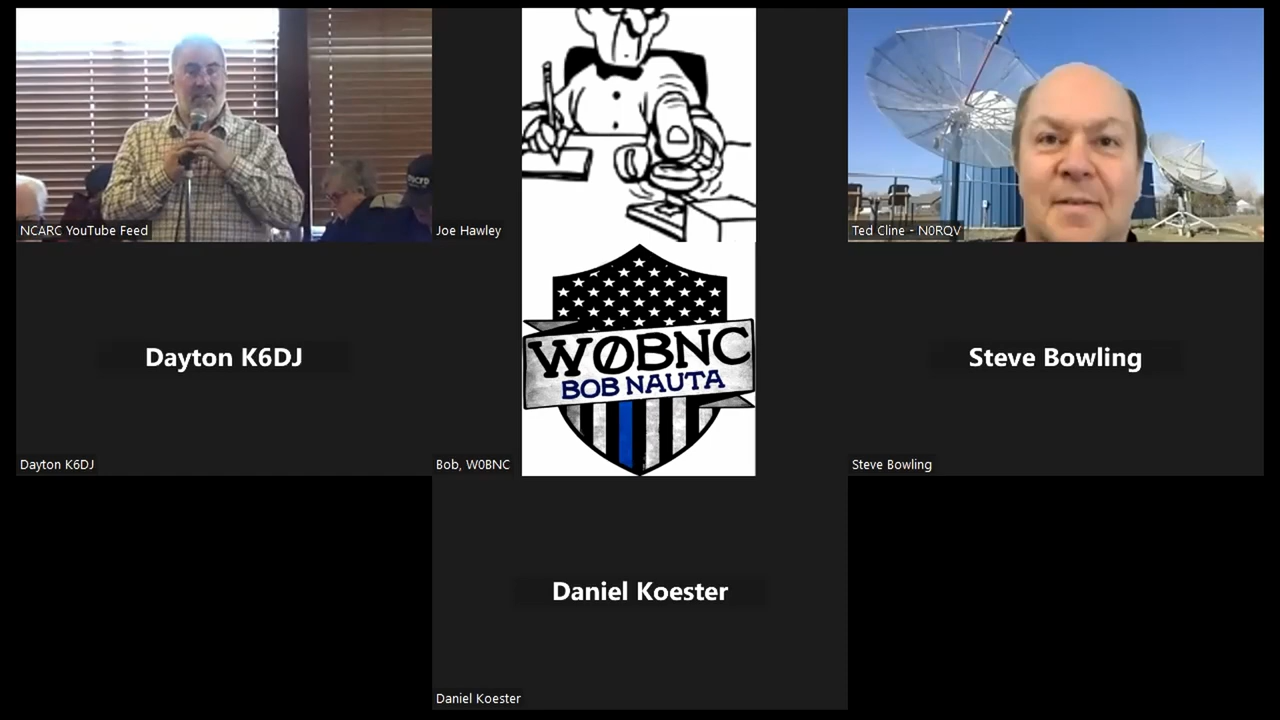 NCARC YouTube Feed
Joe Hawley
Ted Cline - N0RQV
Dayton K6DJ
Dayton K6DJ
WØBNC
BOB NAUTA
Bob, W0BNC
Steve Bowling
Steve Bowling
Daniel Koester
Daniel Koester